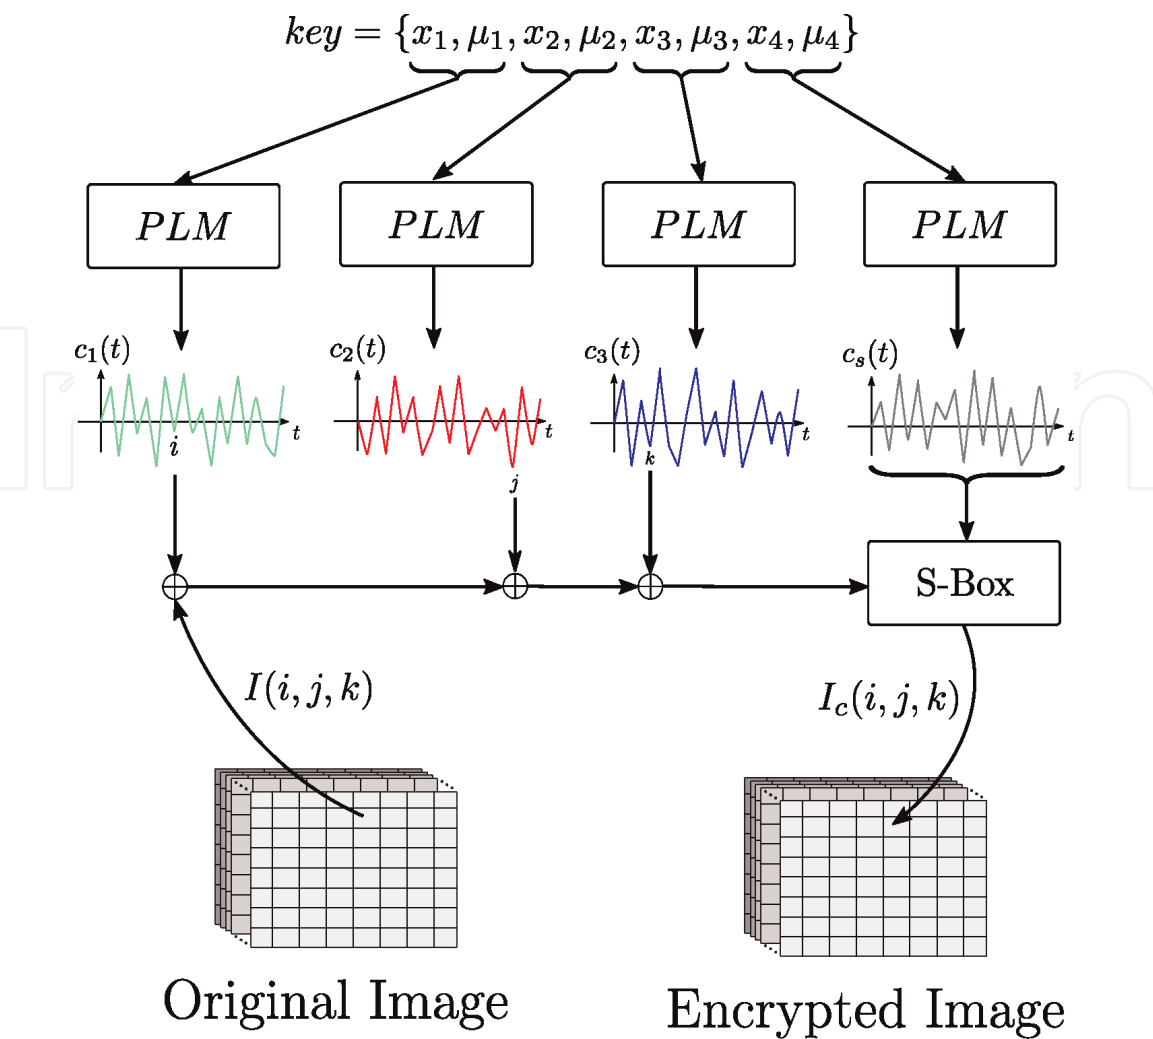 key = {x₁, μ₁, x₂, μ₂, x₃, μ₃, x₄, μ₄}
PLM PLM PLM PLM
c₁(t) c₂(t) c₃(t) cₛ(t)
t t t t
i j k
S-Box
I(i, j, k) I_c(i, j, k)
Original Image Encrypted Image